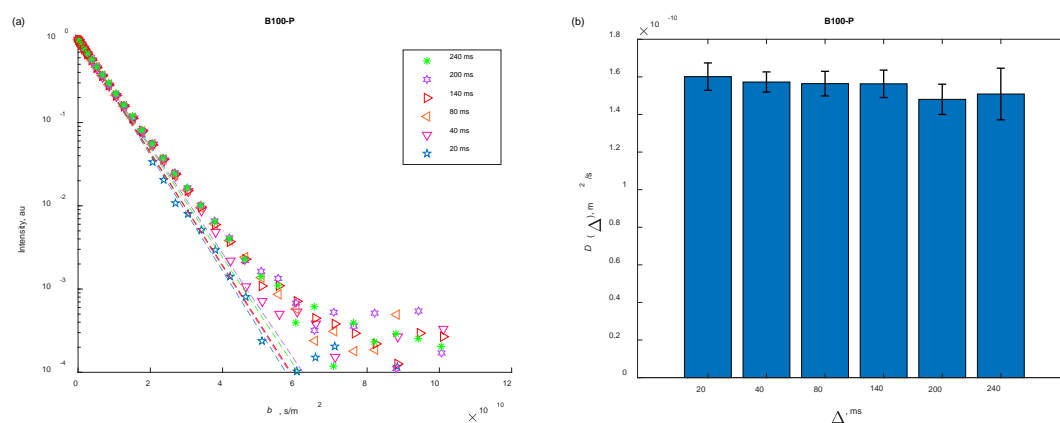 (a)
B100-P
10^0
10^-1
10^-2
10^-3
10^-4
Intensity, au
240 ms
200 ms
140 ms
80 ms
40 ms
20 ms
0 2 4 6 8 10 12
b , s/m^2
× 10^10
(b)
B100-P
× 10^-10
1.8
1.6
1.4
1.2
1
0.8
0.6
0.4
0.2
0
D ( Δ ), m^2 /s
20 40 80 140 200 240
Δ, ms